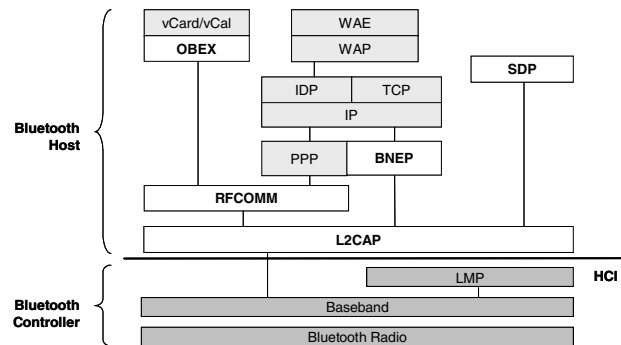 vCard/vCal
OBEX
WAE
WAP
SDP
IDP
TCP
IP
Bluetooth
Host
PPP
BNEP
RFCOMM
L2CAP
LMP
HCI
Bluetooth
Controller
Baseband
Bluetooth Radio